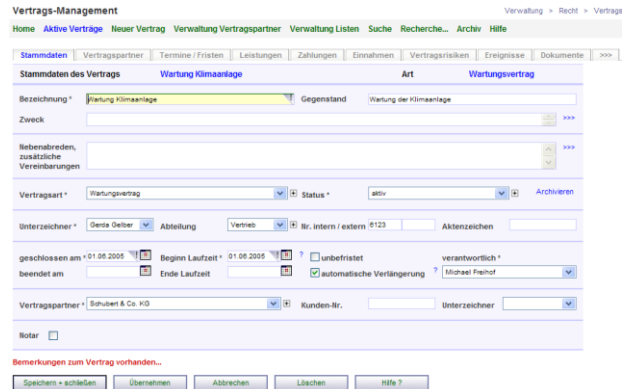 Vertrags-Management
Verwaltung > Recht > Vertrags
Home Aktive Verträge Neuer Vertrag Verwaltung Vertragspartner Verwaltung Listen Suche Recherche... Archiv Hilfe
Stammdaten Vertragspartner Termine / Fristen Leistungen Zahlungen Einnahmen Vertragsrisiken Ereignisse Dokumente >>>
Stammdaten des Vertrags Wartung Klimaanlage Art Wartungsvertrag
Bezeichnung * Wartung Klimaanlage Gegenstand Wartung der Klimaanlage
Zweck >>>
Nebenabreden, >>>
zusätzliche
Vereinbarungen
Vertragsart * Wartungsvertrag Status * aktiv Archivieren
Unterzeichner * Gerda Gelber Abteilung Vertrieb Nr. intern / extern 6123 Aktenzeichen
geschlossen am * 01.06.2005 Beginn Laufzeit * 01.06.2005 ? unbefristet verantwortlich *
beendet am Ende Laufzeit automatische Verlängerung ? Michael Freihof
Vertragspartner * Schubert & Co. KG Kunden-Nr. Unterzeichner
Notar
Bemerkungen zum Vertrag vorhanden...
Speichern + schließen Übernehmen Abbrechen Löschen Hilfe ?